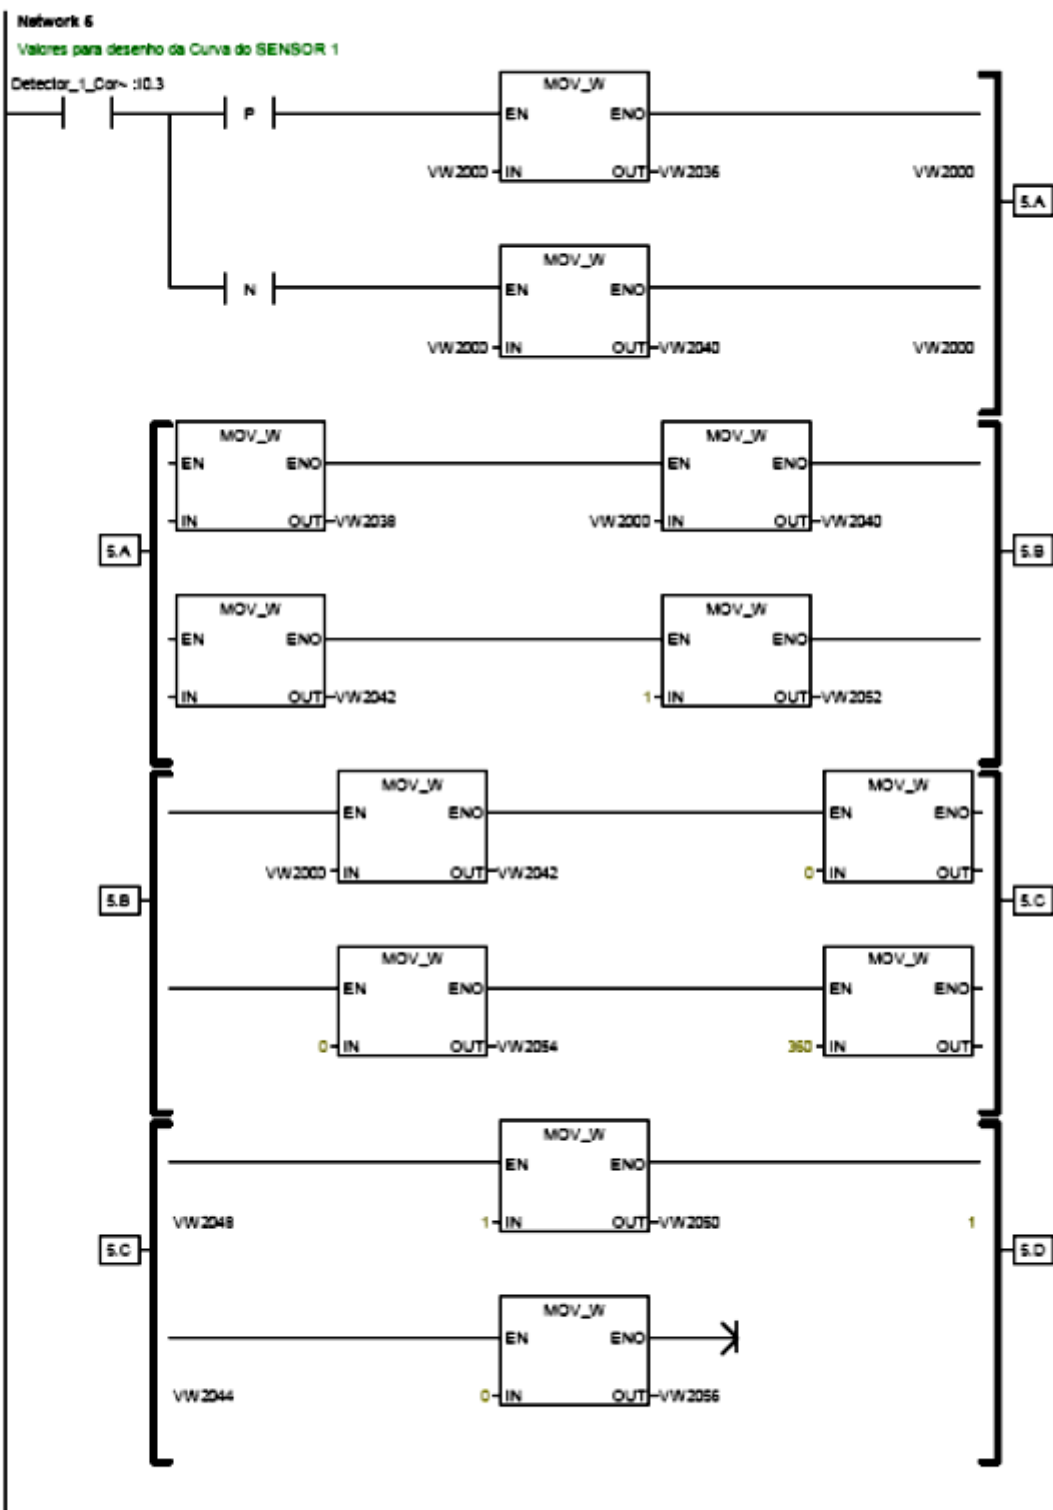 Network 5
Valores para desenho da Curva do SENSOR 1
Detector_1_Cor~ :I0.3
P
MOV_W
EN ENO
VW2000 IN OUT VW2036 VW2000
5.A
N
MOV_W
EN ENO
VW2000 IN OUT VW2040 VW2000
MOV_W MOV_W
EN ENO EN ENO
IN OUT VW2038 VW2000 IN OUT VW2040
5.A 5.B
MOV_W MOV_W
EN ENO EN ENO
IN OUT VW2042 1 IN OUT VW2052
MOV_W MOV_W
EN ENO EN ENO
VW2000 IN OUT VW2042 0 IN OUT
5.B 5.C
MOV_W MOV_W
EN ENO EN ENO
0 IN OUT VW2054 360 IN OUT
MOV_W
EN ENO
VW2048 1 IN OUT VW2050 1
5.C 5.D
MOV_W
EN ENO
VW2044 0 IN OUT VW2056